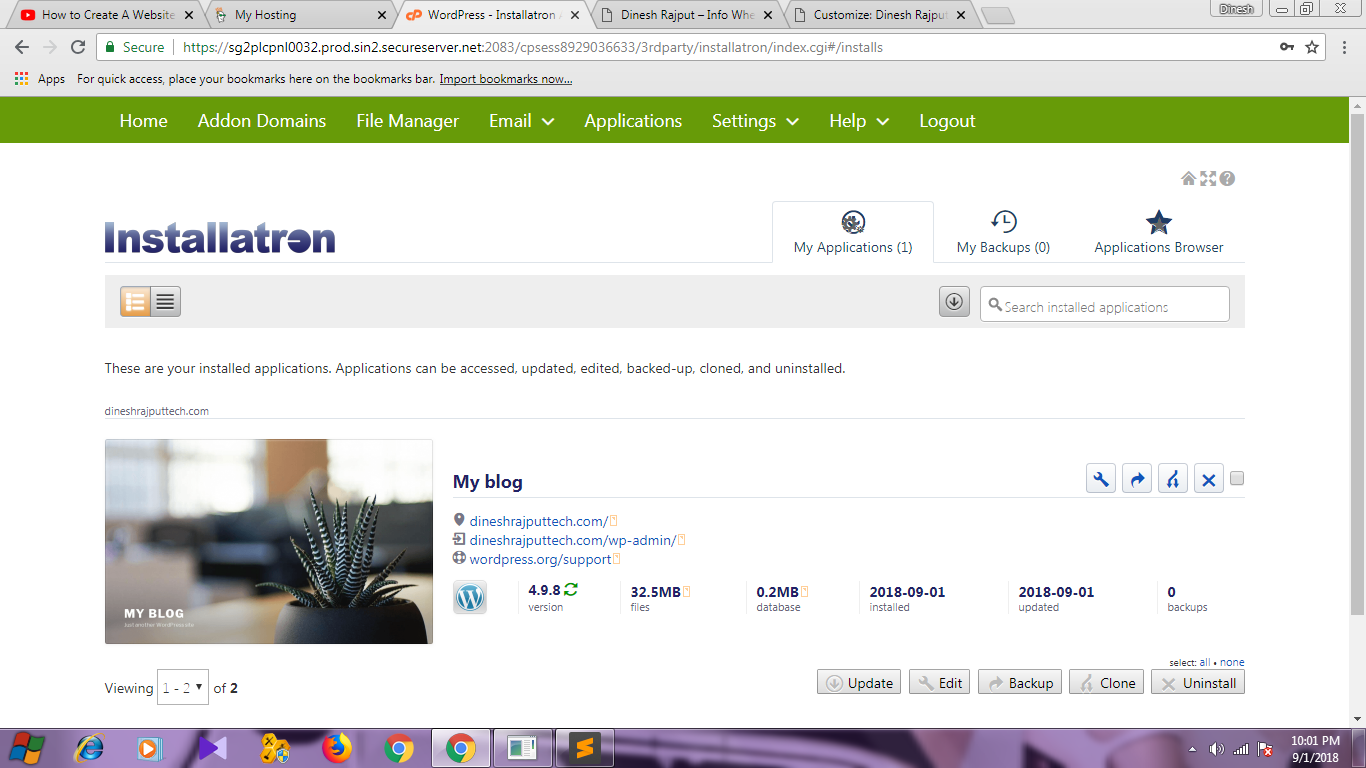 How to Create A Website
My Hosting
WordPress - Installatron A
Dinesh Rajput – Info Whe
Customize: Dinesh Rajpu
Dinesh
Secure
https://sg2plcpnl0032.prod.sin2.secureserver.net:2083/cpsess8929036633/3rdparty/installatron/index.cgi#/installs
Apps For quick access, place your bookmarks here on the bookmarks bar. Import bookmarks now...
Home Addon Domains File Manager Email Applications Settings Help Logout
Installatron
My Applications (1)
My Backups (0)
Applications Browser
Search installed applications
These are your installed applications. Applications can be accessed, updated, edited, backed-up, cloned, and uninstalled.
dineshrajputtech.com
MY BLOG
Just another WordPress site
My blog
dineshrajputtech.com/
dineshrajputtech.com/wp-admin/
wordpress.org/support
4.9.8
version
32.5MB
files
0.2MB
database
2018-09-01
installed
2018-09-01
updated
0
backups
select: all • none
Viewing 1 - 2 of 2
Update Edit Backup Clone Uninstall
10:01 PM
9/1/2018